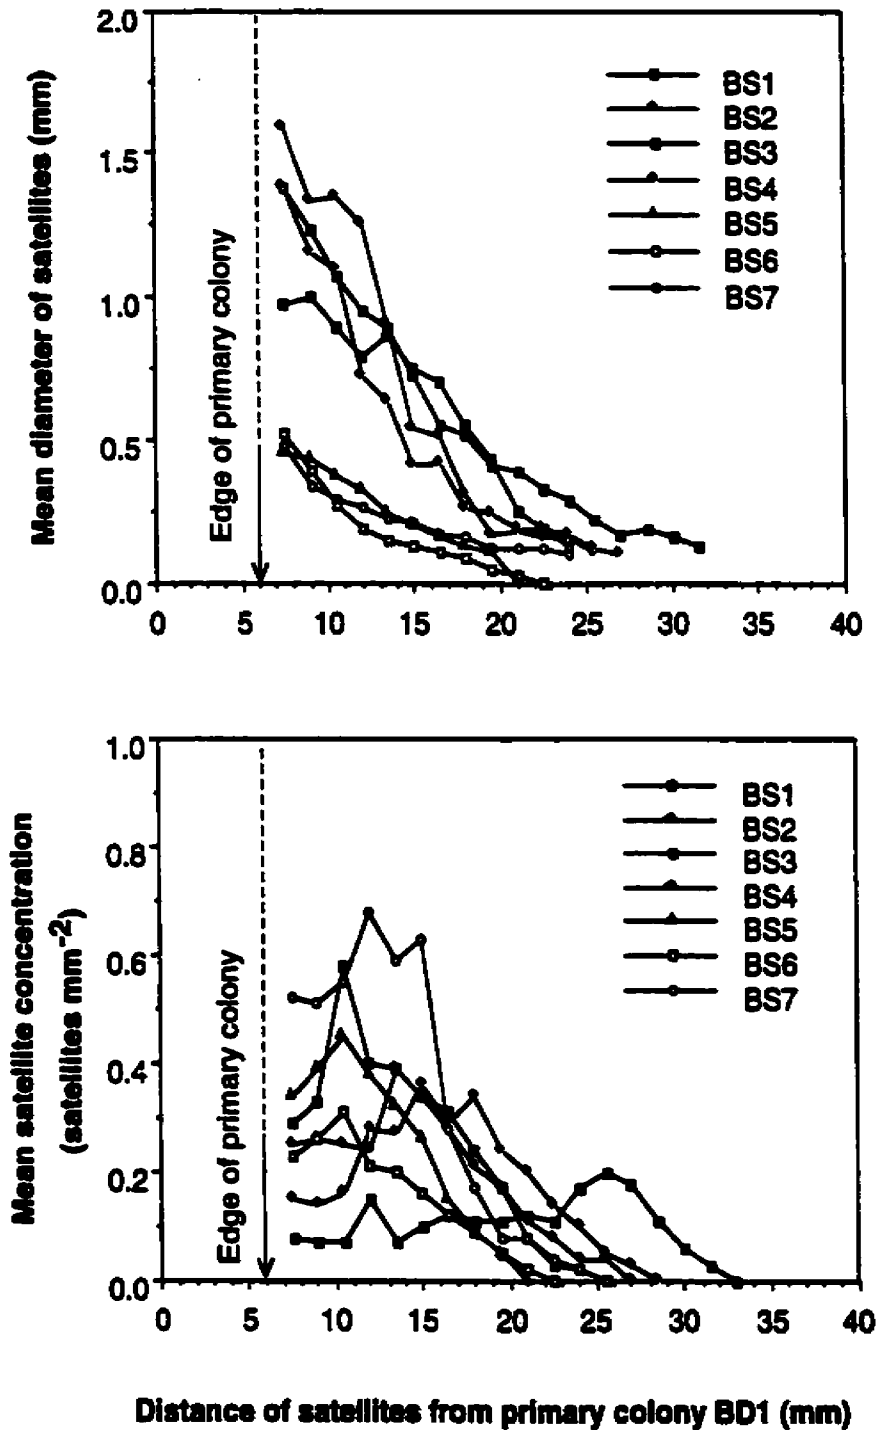 2.0
1.5
1.0
0.5
0.0
Mean diameter of satellites (mm)
Edge of primary colony
BS1
BS2
BS3
BS4
BS5
BS6
BS7
0 5 10 15 20 25 30 35 40
1.0
0.8
0.6
0.4
0.2
0.0
Mean satellite concentration
(satellites mm⁻²)
Edge of primary colony
BS1
BS2
BS3
BS4
BS5
BS6
BS7
0 5 10 15 20 25 30 35 40
Distance of satellites from primary colony BD1 (mm)